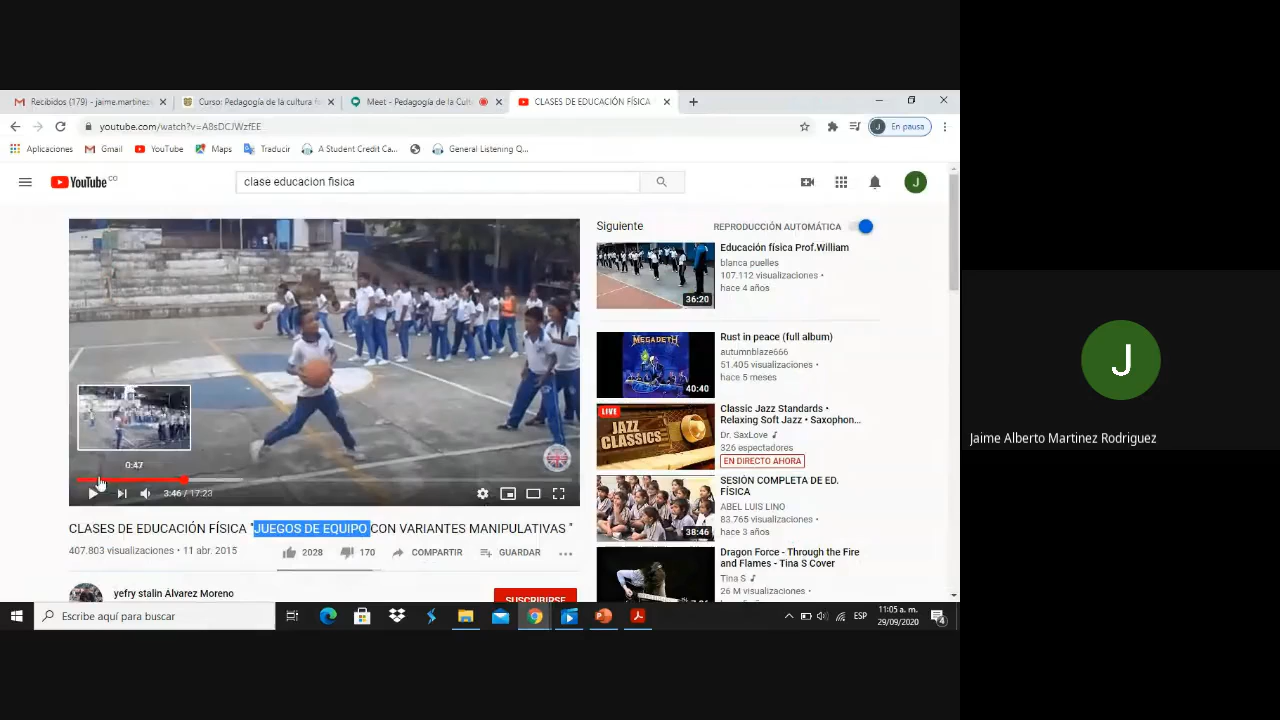 Recibidos (179) - jaime.martinez
Curso: Pedagogía de la cultura f
Meet - Pedagogía de la Cultu
CLASES DE EDUCACIÓN FÍSICA
youtube.com/watch?v=A8sDCJWzfEE
En pausa
Aplicaciones
Gmail
YouTube
Maps
Traducir
A Student Credit Ca...
General Listening Q...
YouTube CO
clase educacion fisica
J
0:47
3:46 / 17:23
CLASES DE EDUCACIÓN FÍSICA "JUEGOS DE EQUIPO CON VARIANTES MANIPULATIVAS "
407.803 visualizaciones • 11 abr. 2015
2028
170
COMPARTIR
GUARDAR
yefry stalin Alvarez Moreno
SUSCRIBIRSE
Siguiente
REPRODUCCIÓN AUTOMÁTICA
Educación física Prof.William
blanca puelles
107.112 visualizaciones •
hace 4 años
36:20
MEGADETH
Rust in peace (full album)
autumnblaze666
51.405 visualizaciones •
hace 5 meses
40:40
LIVE
JAZZ
CLASSICS
Classic Jazz Standards •
Relaxing Soft Jazz • Saxophon...
Dr. SaxLove
326 espectadores
EN DIRECTO AHORA
SESIÓN COMPLETA DE ED.
FÍSICA
ABEL LUIS LINO
83.765 visualizaciones •
hace 3 años
38:46
Dragon Force - Through the Fire
and Flames - Tina S Cover
Tina S
26 M visualizaciones •
Escribe aquí para buscar
ESP
11:05 a. m.
29/09/2020
4
J
Jaime Alberto Martinez Rodriguez